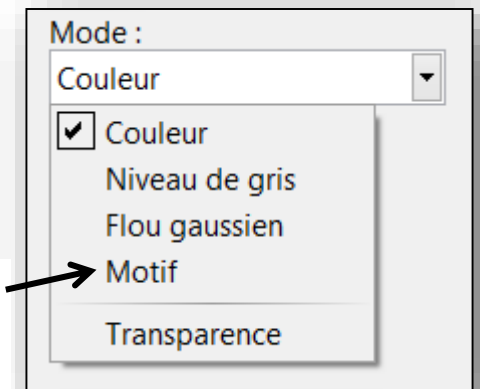 Mode :
Couleur
Couleur
Niveau de gris
Flou gaussien
Motif
Transparence